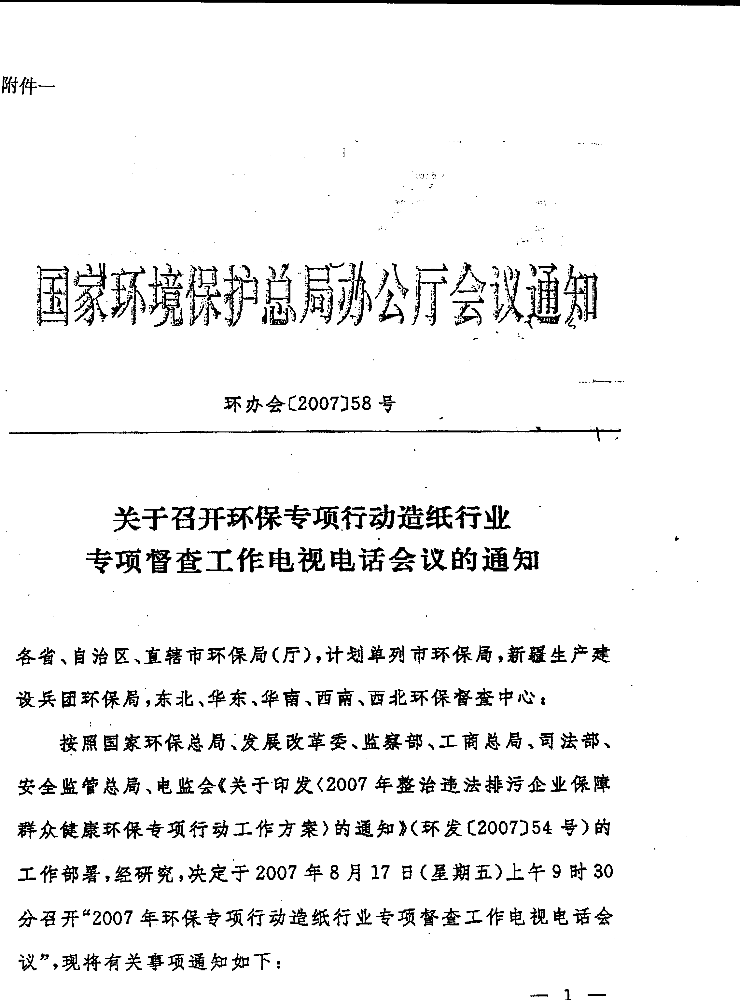 附件一
国家环境保护总局办公厅会议通知
环办会〔2007〕58 号
关于召开环保专项行动造纸行业
专项督查工作电视电话会议的通知
各省、自治区、直辖市环保局(厅),计划单列市环保局,新疆生产建
设兵团环保局,东北、华东、华南、西南、西北环保督查中心:
按照国家环保总局、发展改革委、监察部、工商总局、司法部、
安全监管总局、电监会《关于印发〈2007 年整治违法排污企业保障
群众健康环保专项行动工作方案〉的通知》(环发〔2007〕54 号)的
工作部署,经研究,决定于 2007 年 8 月 17 日(星期五)上午 9 时 30
分召开“2007 年环保专项行动造纸行业专项督查工作电视电话会
议”,现将有关事项通知如下:
— 1 —